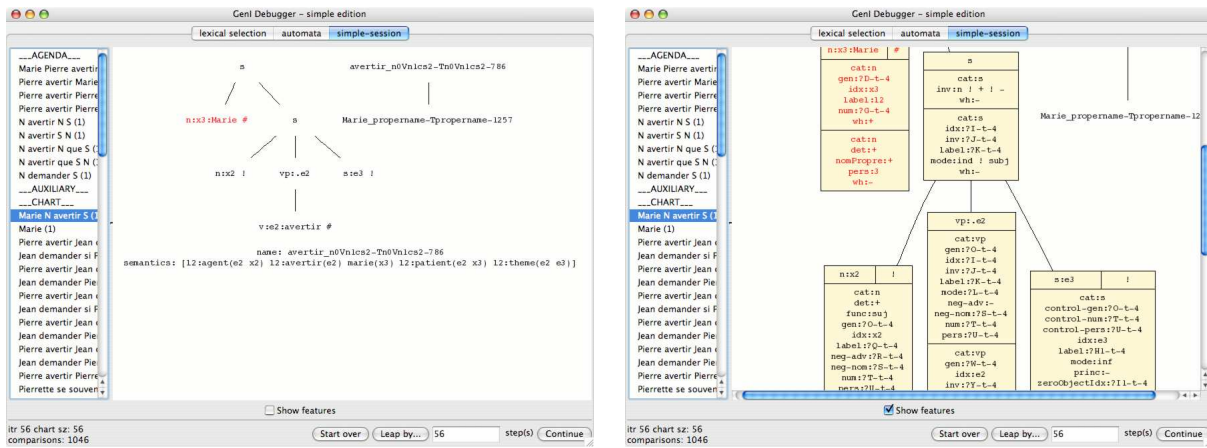 GenI Debugger - simple edition
lexical selection automata simple-session
___AGENDA___
Marie Pierre avertir
Pierre avertir Marie
Pierre avertir Pierre
Pierre avertir Pierre
N avertir N S (1)
N avertir S N (1)
N avertir N que S (
N avertir que S N (
N demander S (1)
___AUXILIARY___
___CHART___
Marie N avertir S (1
Marie (1)
Pierre avertir Jean
Jean demander si P
Pierre avertir Jean
Jean demander Pie
Pierre avertir Jean
Jean demander si P
Pierre avertir Jean
Jean demander Pie
Pierre avertir Jean
Jean demander Pie
Pierre avertir Pierre
Pierrette se souven
s
avertir_n0Vn1cs2-Tn0Vn1cs2-786
n:x3:Marie #
s
Marie_propername-Tpropername-1257
n:x2 !
vp:.e2
s:e3 !
v:e2:avertir #
name: avertir_n0Vn1cs2-Tn0Vn1cs2-786
semantics: [l2:agent(e2 x2) l2:avertir(e2) marie(x3) l2:patient(e2 x3) l2:theme(e2 e3)]
Show features
itr 56 chart sz: 56
comparisons: 1046
Start over Leap by... 56 step(s) Continue
GenI Debugger - simple edition
lexical selection automata simple-session
___AGENDA___
Marie Pierre avertir
Pierre avertir Marie
Pierre avertir Pierre
Pierre avertir Pierre
N avertir N S (1)
N avertir S N (1)
N avertir N que S (
N avertir que S N (
N demander S (1)
___AUXILIARY___
___CHART___
Marie N avertir S (1
Marie (1)
Pierre avertir Jean
Jean demander si P
Pierre avertir Jean
Jean demander Pie
Pierre avertir Jean
Jean demander si P
Pierre avertir Jean
Jean demander Pie
Pierre avertir Jean
Jean demander Pie
Pierre avertir Pierre
Pierrette se souven
n:x3:Marie #
cat:n
gen:?D-t-4
idx:x3
label:l2
num:?G-t-4
wh:+
cat:n
det:+
nomPropre:+
pers:3
wh:-
s
cat:s
inv:n ! + ! -
wh:-
cat:s
idx:?I-t-4
inv:?J-t-4
label:?K-t-4
mode:ind ! subj
wh:-
Marie_propername-Tpropername-12
n:x2 !
cat:n
det:+
func:suj
gen:?O-t-4
idx:x2
label:?Q-t-4
neg-adv:?R-t-4
neg-nom:?S-t-4
num:?T-t-4
pers:?U-t-4
vp:.e2
cat:vp
gen:?O-t-4
idx:?I-t-4
inv:?J-t-4
label:?K-t-4
mode:?L-t-4
neg-adv:-
neg-nom:?S-t-4
num:?T-t-4
pers:?U-t-4
cat:vp
gen:?W-t-4
idx:e2
inv:?Y-t-4
s:e3 !
cat:s
control-gen:?O-t-4
control-num:?T-t-4
control-pers:?U-t-4
idx:e3
label:?H1-t-4
mode:inf
princ:-
zeroObjectIdx:?I1-t-4
Show features
itr 56 chart sz: 56
comparisons: 1046
Start over Leap by... 56 step(s) Continue